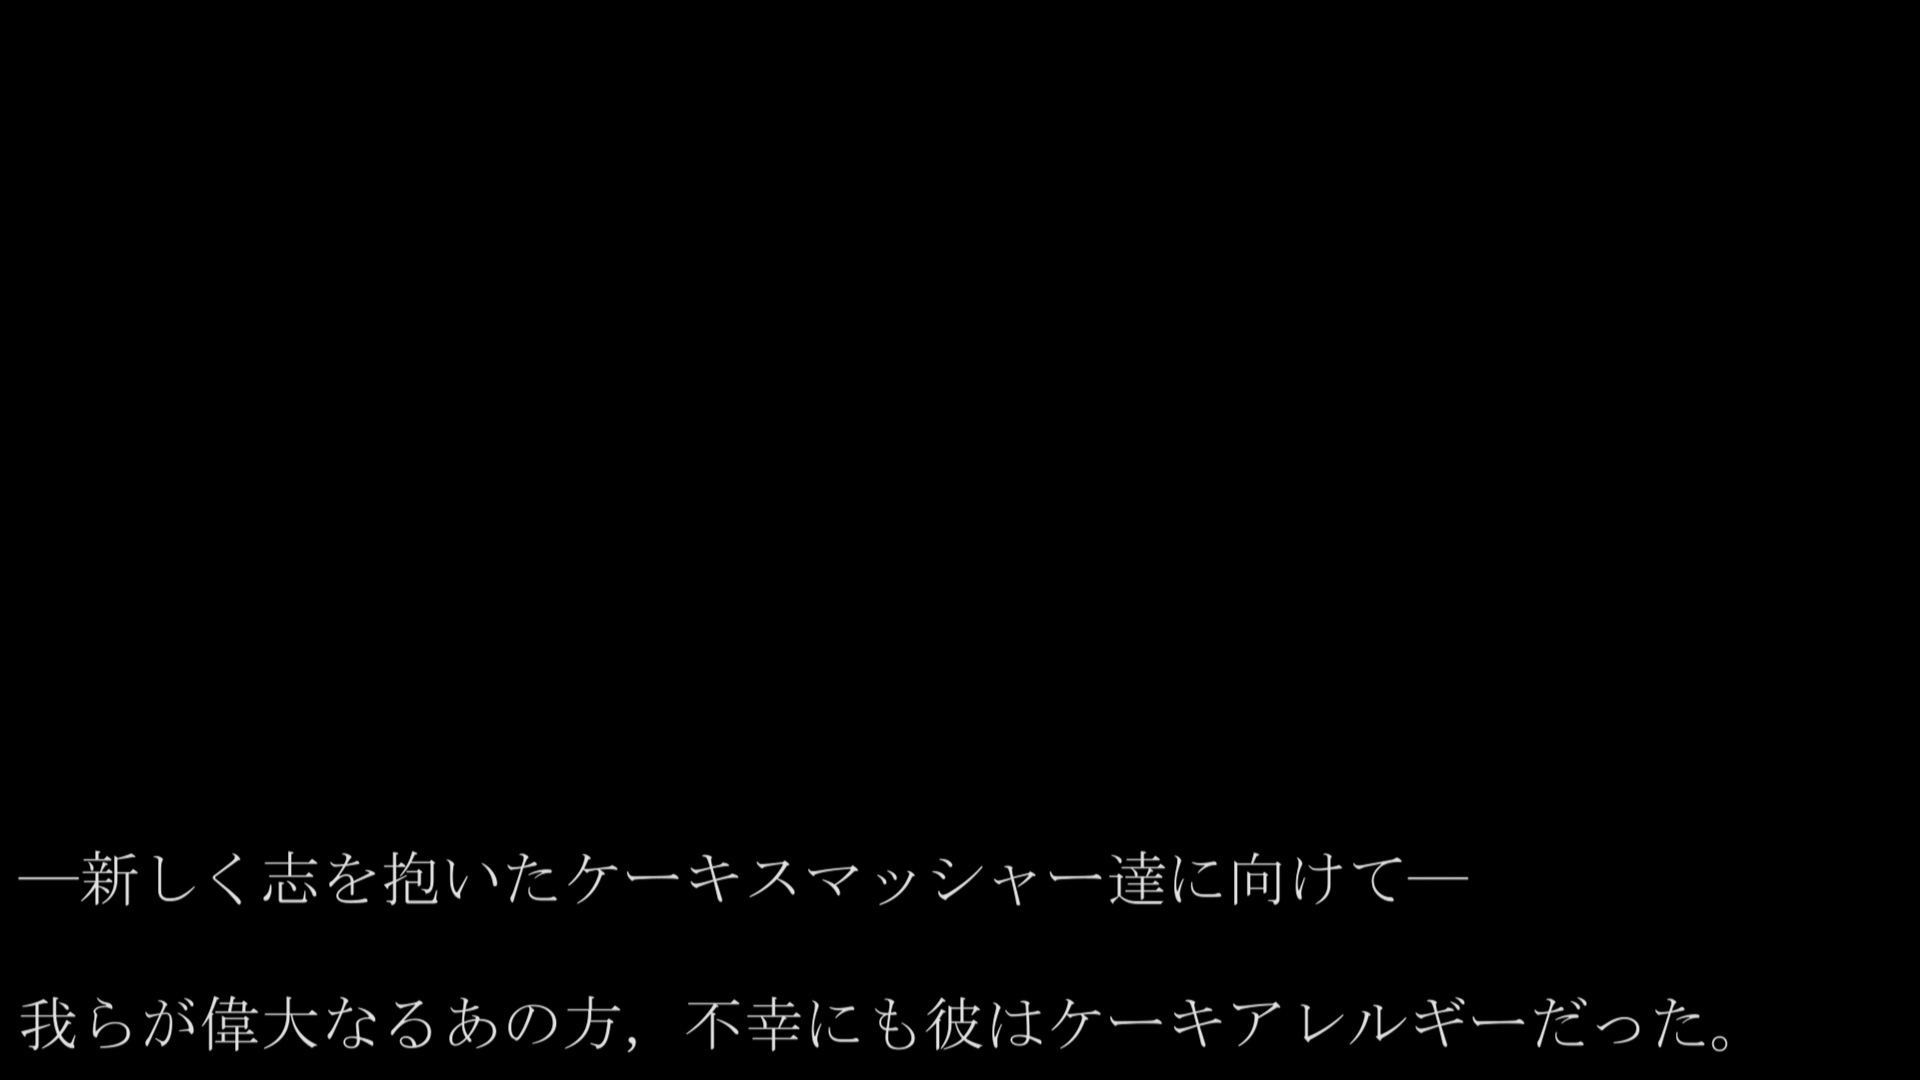 ―新しく志を抱いたケーキスマッシャー達に向けて―
我らが偉大なるあの方，不幸にも彼はケーキアレルギーだった。